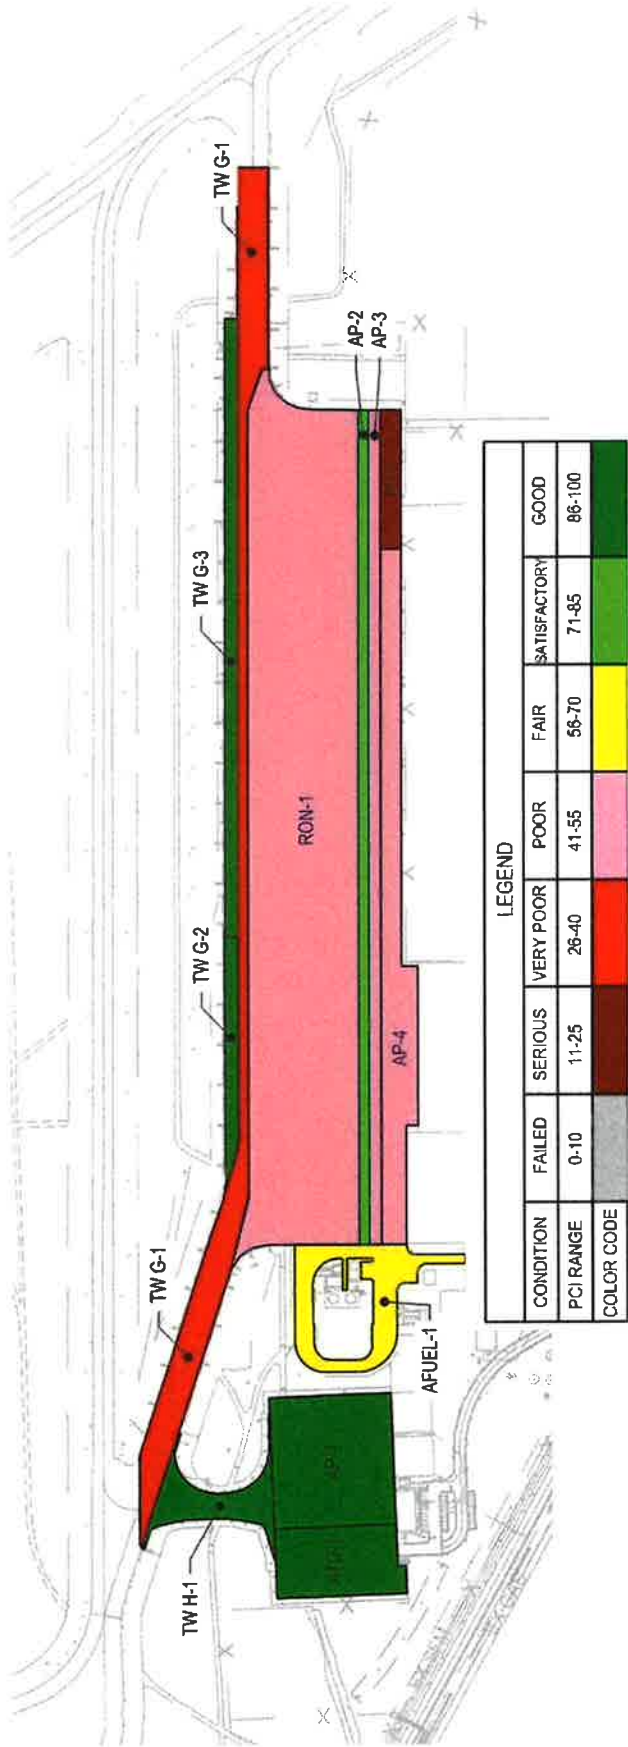 TW G-1
TW G-3
AP-2
AP-3
RON-1
TW G-2
AP-4
TW G-1
AFUEL-1
TW H-1
LEGEND
CONDITION FAILED SERIOUS VERY POOR POOR FAIR SATISFACTORY GOOD
PCI RANGE 0-10 11-25 26-40 41-55 56-70 71-85 86-100
COLOR CODE